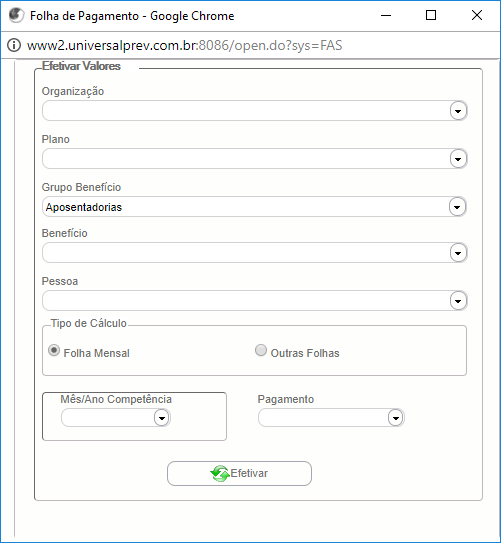 Folha de Pagamento - Google Chrome
www2.universalprev.com.br:8086/open.do?sys=FAS
Efetivar Valores
Organização
Plano
Grupo Benefício
Aposentadorias
Benefício
Pessoa
Tipo de Cálculo
Folha Mensal
Outras Folhas
Mês/Ano Competência
Pagamento
Efetivar